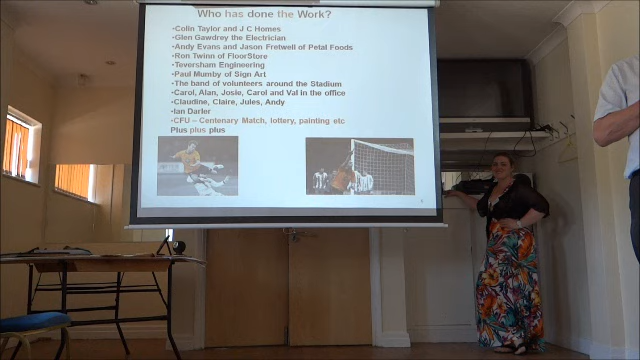 Who has done the Work?
•Colin Taylor and J C Homes
•Glen Gawdrey the Electrician
•Andy Evans and Jason Fretwell of Petal Foods
•Ron Twinn of FloorStore
•Teversham Engineering
•Paul Mumby of Sign Art
•The band of volunteers around the Stadium
•Carol, Alan, Josie, Carol and Val in the office
•Claudine, Claire, Jules, Andy
•Ian Darler
•CFU – Centenary Match, lottery, painting etc
Plus plus plus